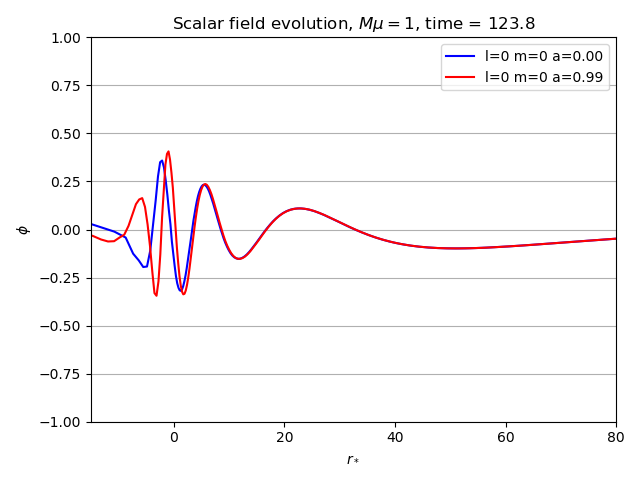 Scalar field evolution, Mμ = 1, time = 123.8
1.00
0.75
0.50
0.25
0.00
−0.25
−0.50
−0.75
−1.00
ϕ
l=0 m=0 a=0.00
l=0 m=0 a=0.99
0 20 40 60 80
r*